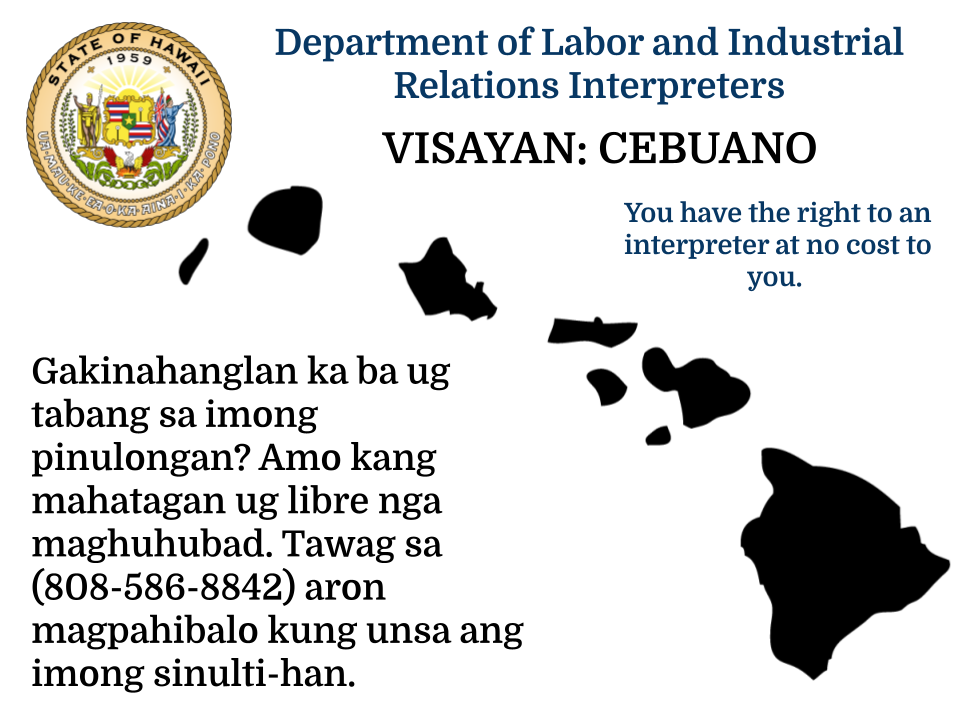 STATE OF HAWAII
1959
UA·MAU·KE·EA·O·KA·AINA·I·KA·PONO
Department of Labor and Industrial
Relations Interpreters
VISAYAN: CEBUANO
You have the right to an
interpreter at no cost to
you.
Gakinahanglan ka ba ug
tabang sa imong
pinulongan? Amo kang
mahatagan ug libre nga
maghuhubad. Tawag sa
(808-586-8842) aron
magpahibalo kung unsa ang
imong sinulti-han.